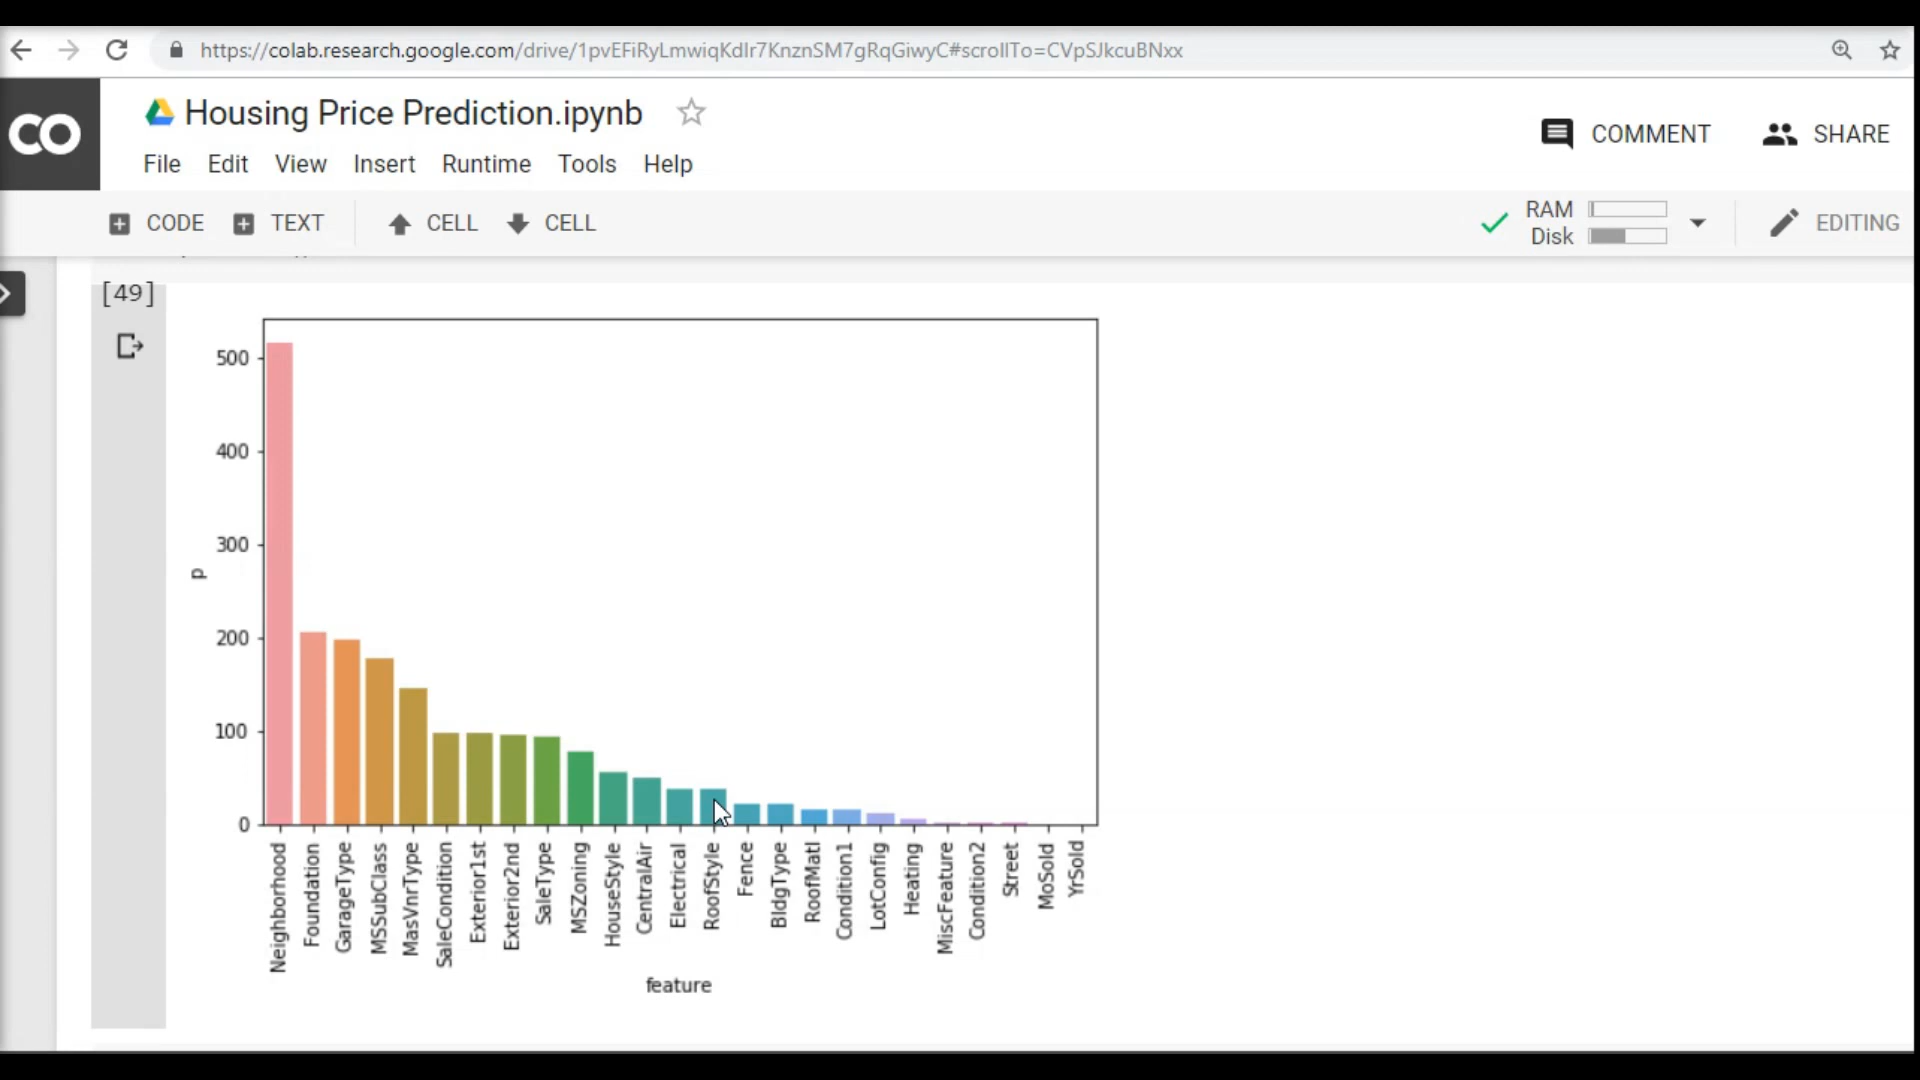 https://colab.research.google.com/drive/1pvEFiRyLmwiqKdlr7KnznSM7gRqGiwyC#scrollTo=CVpSJkcuBNxx
CO
Housing Price Prediction.ipynb
COMMENT
SHARE
File Edit View Insert Runtime Tools Help
CODE TEXT CELL CELL
RAM
Disk
EDITING
[49]
500
400
300
200
100
0
p
Neighborhood
Foundation
GarageType
MSSubClass
MasVnrType
SaleCondition
Exterior1st
Exterior2nd
SaleType
MSZoning
HouseStyle
CentralAir
Electrical
RoofStyle
Fence
BldgType
RoofMatl
Condition1
LotConfig
Heating
MiscFeature
Condition2
Street
MoSold
YrSold
feature